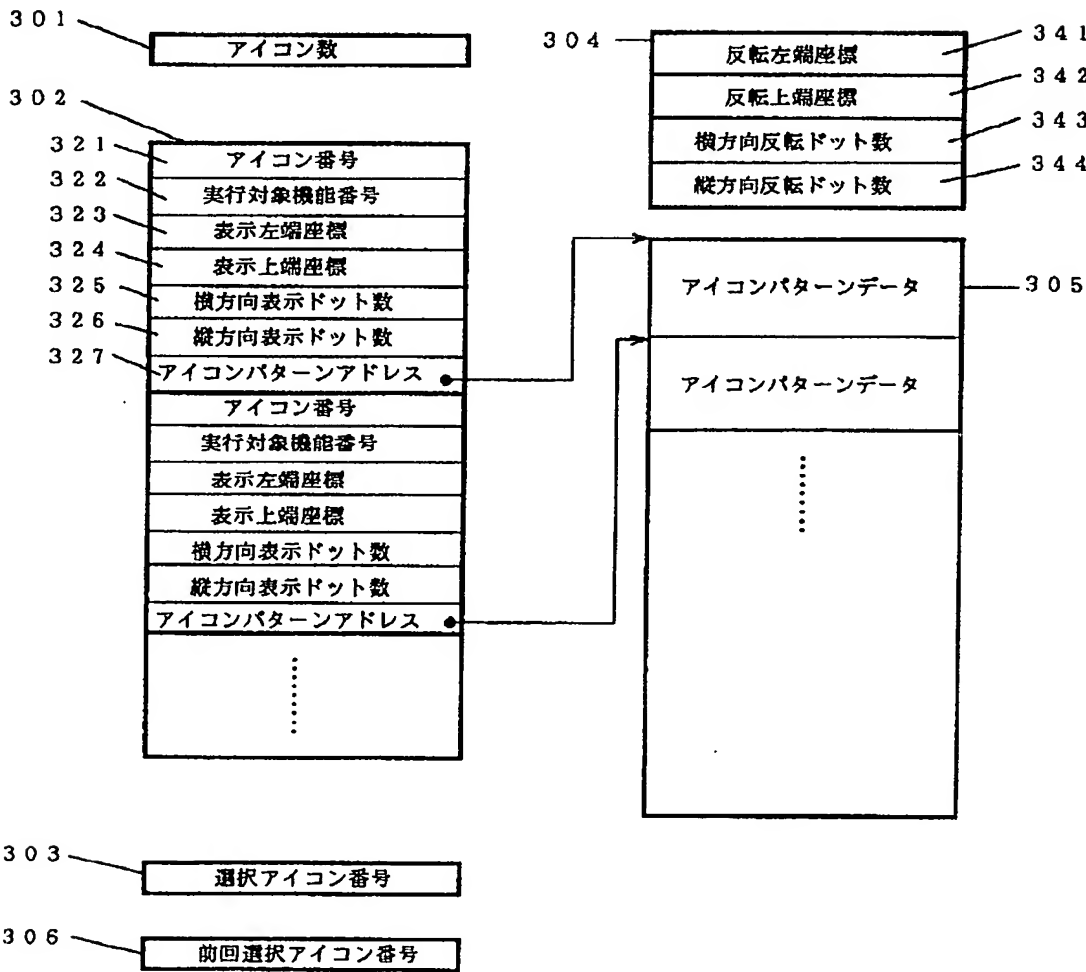 ３０１
アイコン数
３０２
３２１
アイコン番号
３２２
実行対象機能番号
３２３
表示左端座標
３２４
表示上端座標
３２５
横方向表示ドット数
３２６
縦方向表示ドット数
３２７
アイコンパターンアドレス
アイコン番号
実行対象機能番号
表示左端座標
表示上端座標
横方向表示ドット数
縦方向表示ドット数
アイコンパターンアドレス
３０３
選択アイコン番号
３０６
前回選択アイコン番号
３０４
反転左端座標
３４１
反転上端座標
３４２
横方向反転ドット数
３４３
縦方向反転ドット数
３４４
アイコンパターンデータ
３０５
アイコンパターンデータ